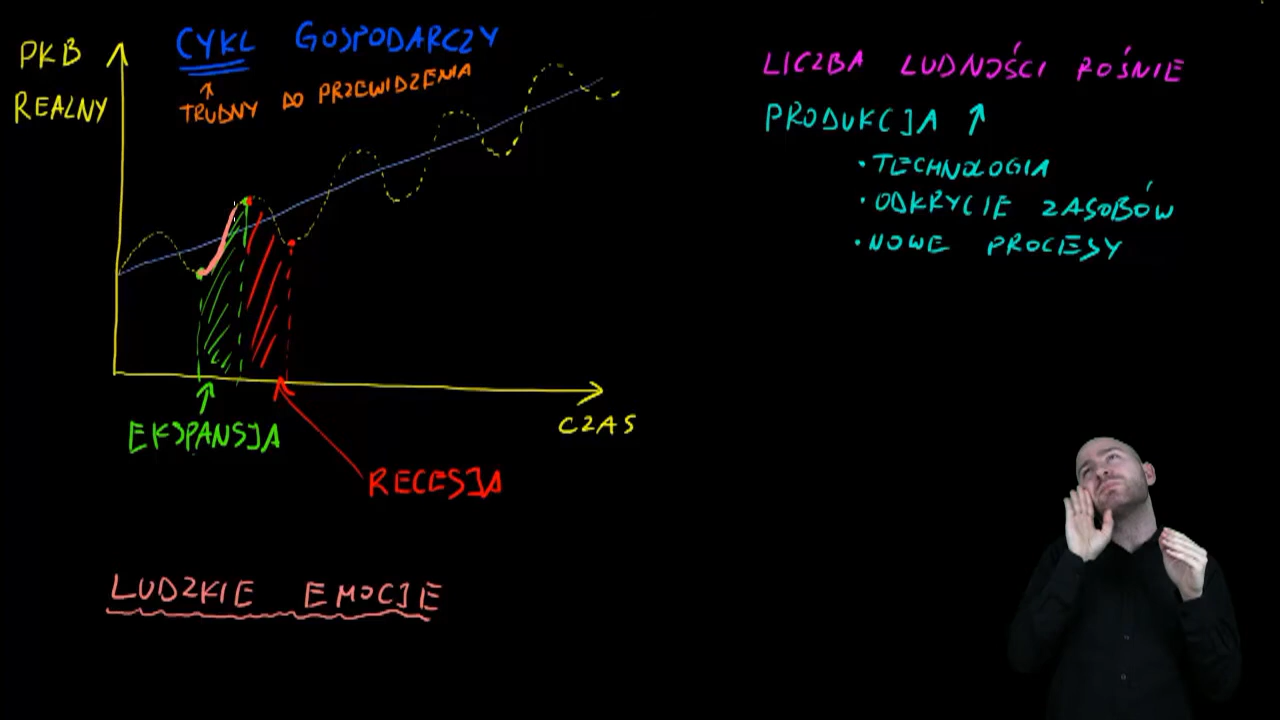 PKB
REALNY
CYKL GOSPODARCZY
TRUDNY DO PRZEWIDZENIA
CZAS
EKSPANSJA
RECESJA
LUDZKIE EMOCJE
LICZBA LUDNOŚCI ROŚNIE
PRODUKCJA ↑
• TECHNOLOGIA
• ODKRYCIE ZASOBÓW
• NOWE PROCESY